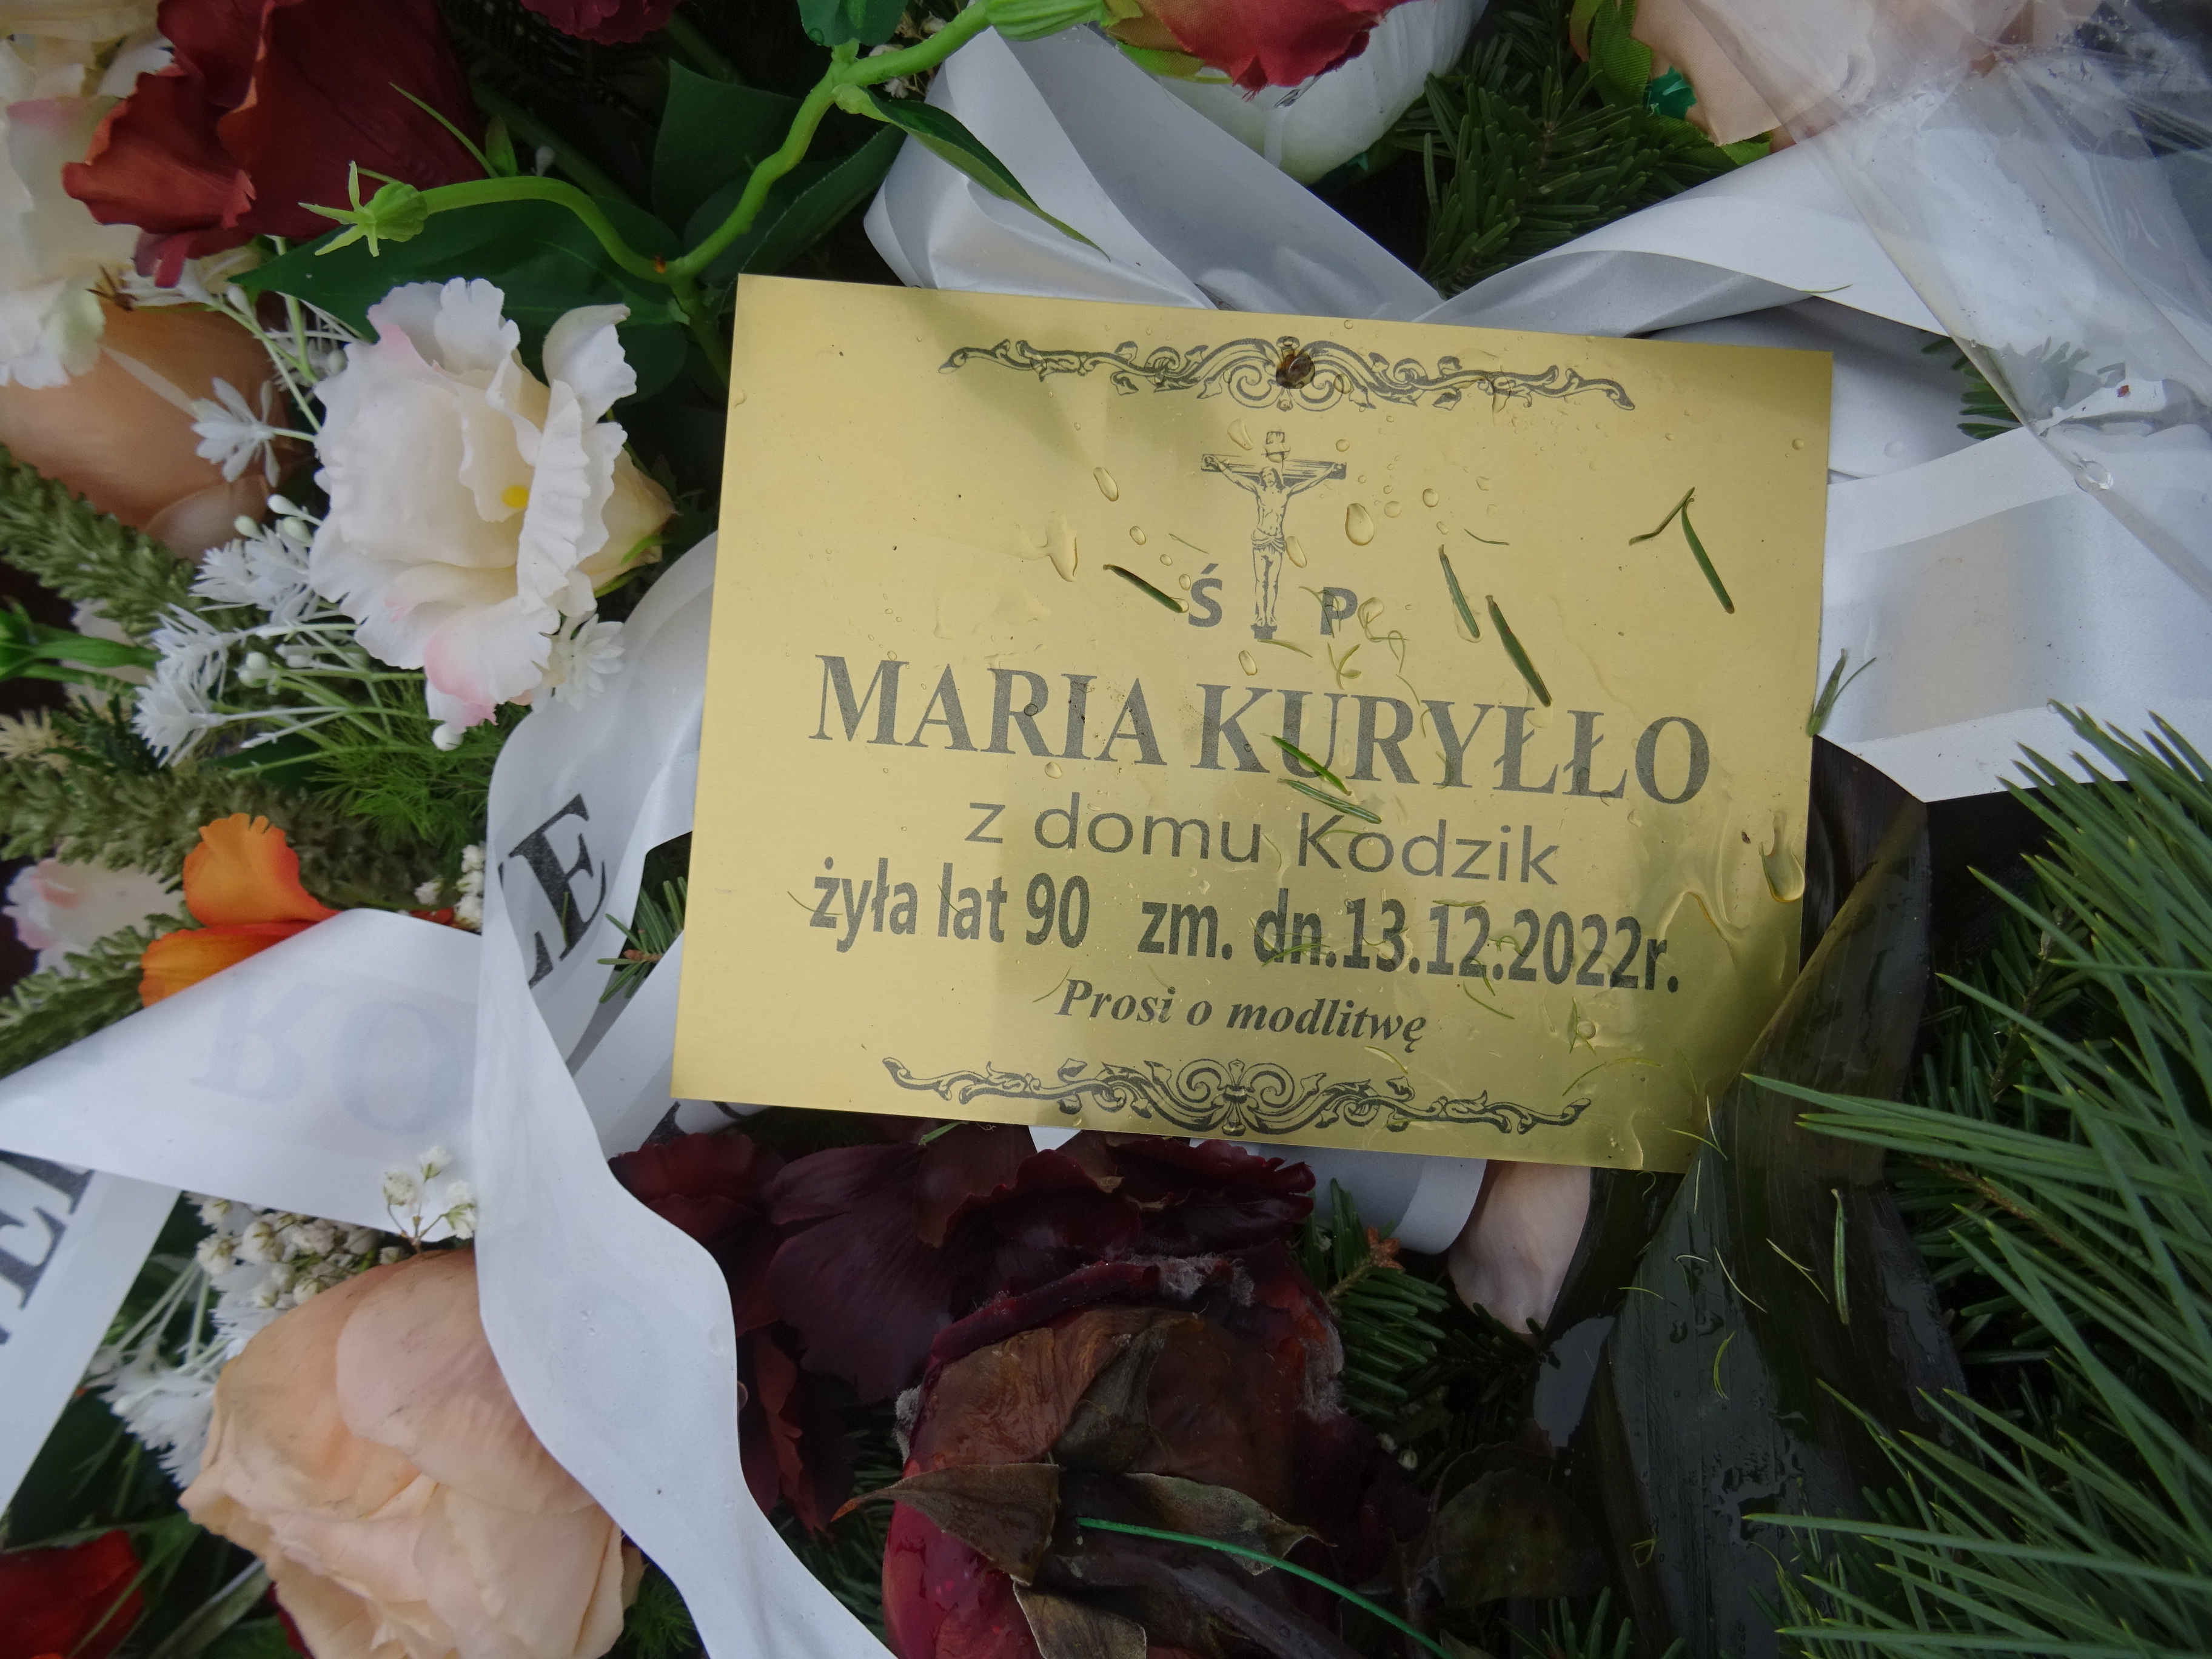 Ś P
MARIA KURYŁŁO
z domu Kodzik
żyła lat 90 zm. dn.13.12.2022r.
Prosi o modlitwę